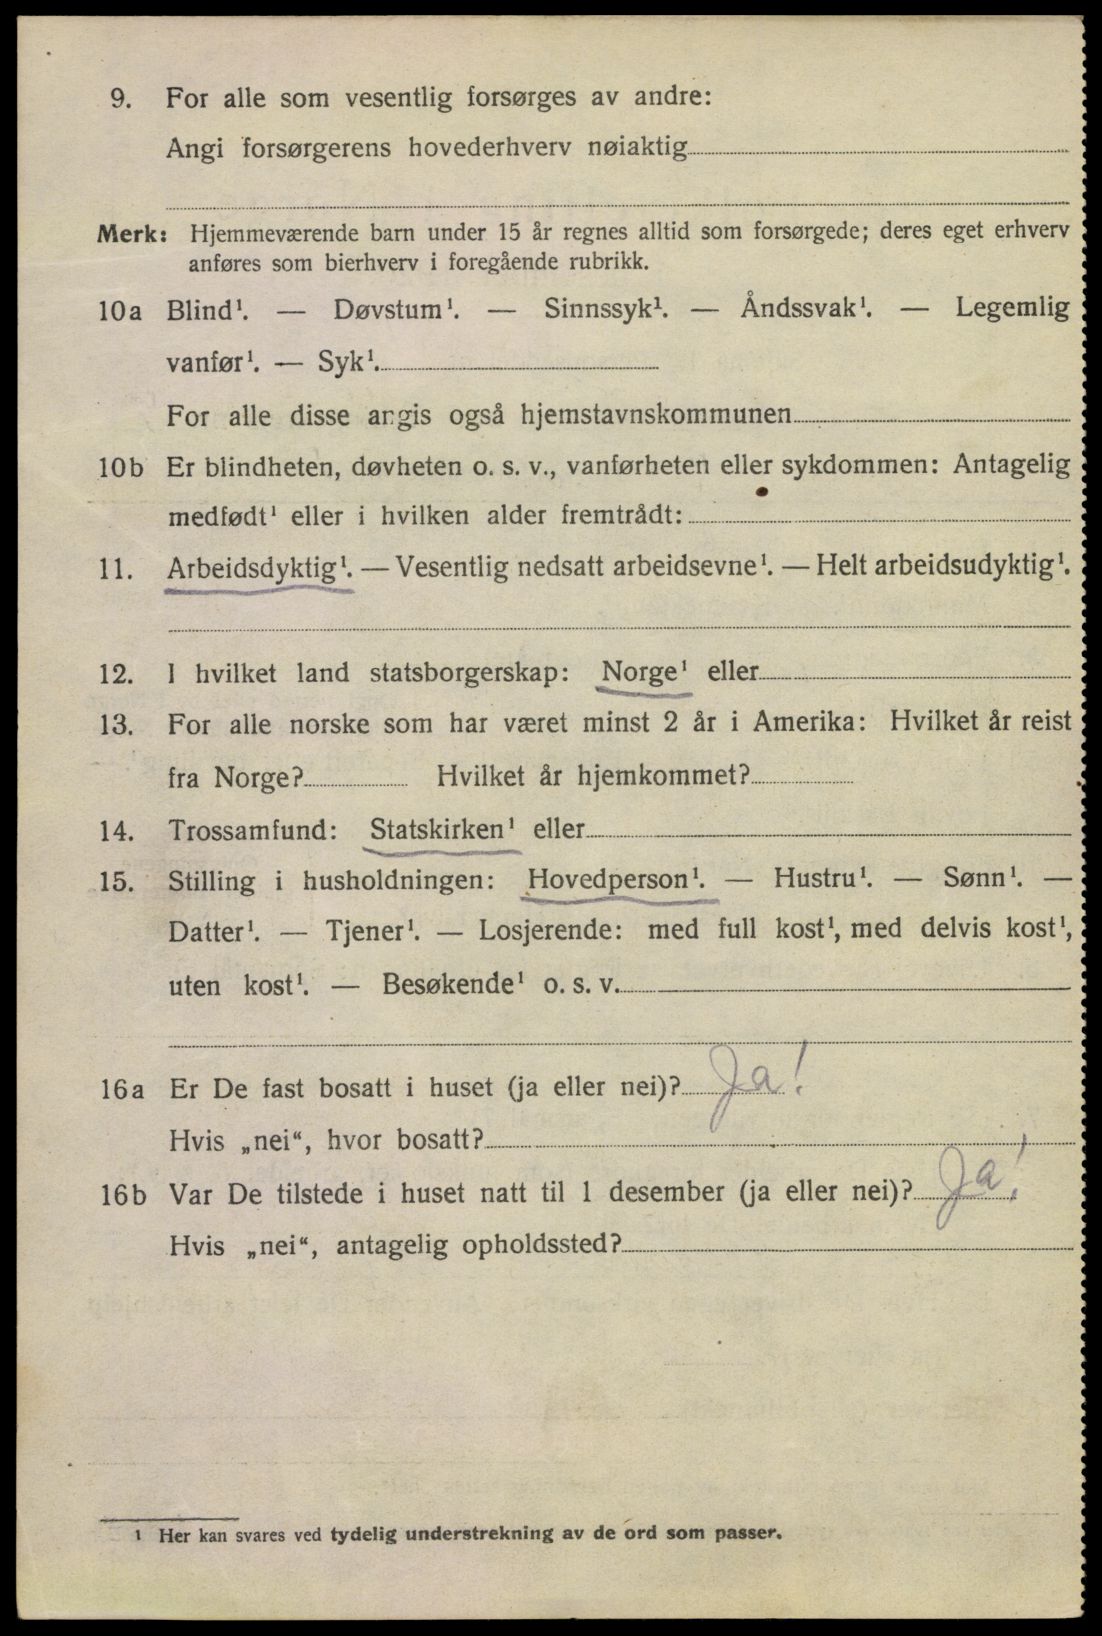 9. For alle som vesentlig forsørges av andre:
Angi forsørgerens hovederhverv nøiaktig
Merk: Hjemmeværende barn under 15 år regnes alltid som forsørgede; deres eget erhverv
anføres som bierhverv i foregående rubrikk.
10a Blind¹. — Døvstum¹. — Sinnssyk¹. — Åndssvak¹. — Legemlig
vanfør¹. — Syk¹.
For alle disse angis også hjemstavnskommunen
10b Er blindheten, døvheten o. s. v., vanførheten eller sykdommen: Antagelig
medfødt¹ eller i hvilken alder fremtrådt:
11. Arbeidsdyktig¹. — Vesentlig nedsatt arbeidsevne¹. — Helt arbeidsudyktig¹.
12. I hvilket land statsborgerskap: Norge¹ eller
13. For alle norske som har været minst 2 år i Amerika: Hvilket år reist
fra Norge? Hvilket år hjemkommet?
14. Trossamfund: Statskirken¹ eller
15. Stilling i husholdningen: Hovedperson¹. — Hustru¹. — Sønn¹. —
Datter¹. — Tjener¹. — Losjerende: med full kost¹, med delvis kost¹,
uten kost¹. — Besøkende¹ o. s. v.
16a Er De fast bosatt i huset (ja eller nei)? Ja!
Hvis „nei“, hvor bosatt?
16b Var De tilstede i huset natt til 1 desember (ja eller nei)? Ja!
Hvis „nei“, antagelig opholdssted?
¹ Her kan svares ved tydelig understrekning av de ord som passer.